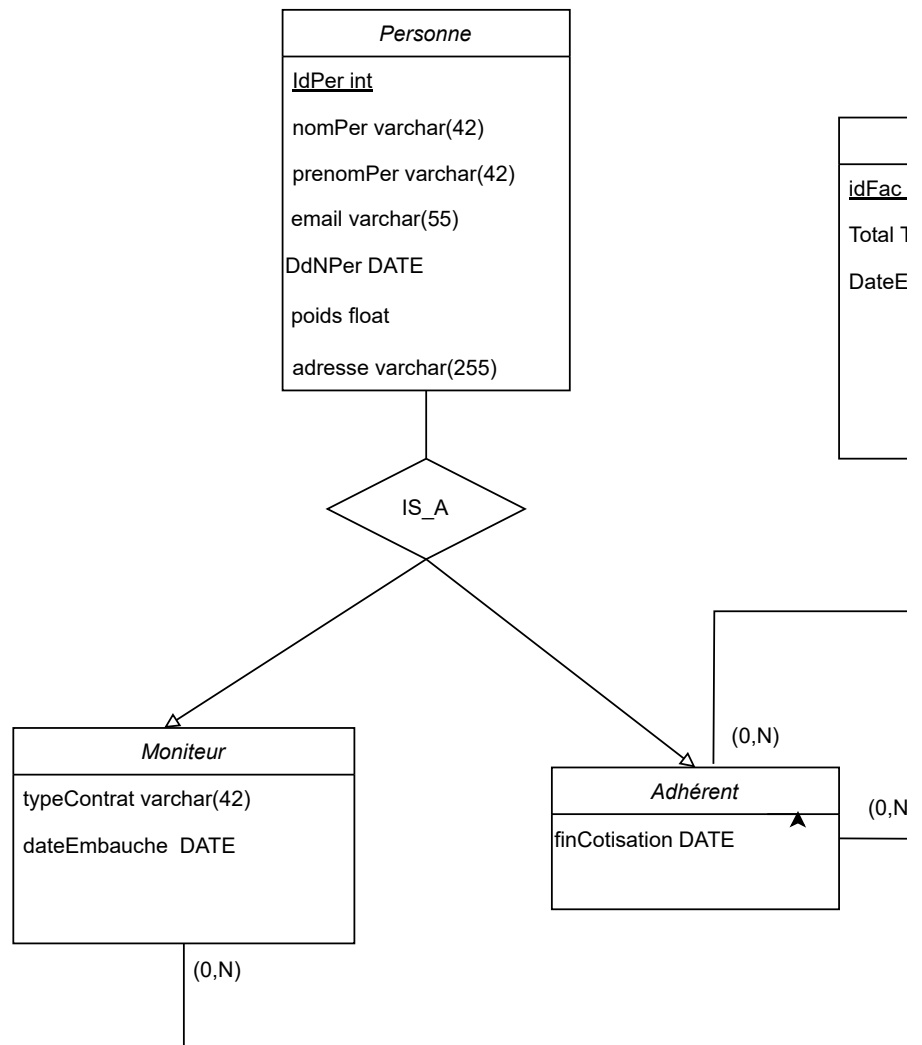 Personne
IdPer int
nomPer varchar(42)
prenomPer varchar(42)
email varchar(55)
DdNPer DATE
poids float
adresse varchar(255)
idFac
Total
IS_A
Moniteur
typeContrat varchar(42)
dateEmbauche DATE
(0,N)
(0,N)
Adhérent
finCotisation DATE
(0,N